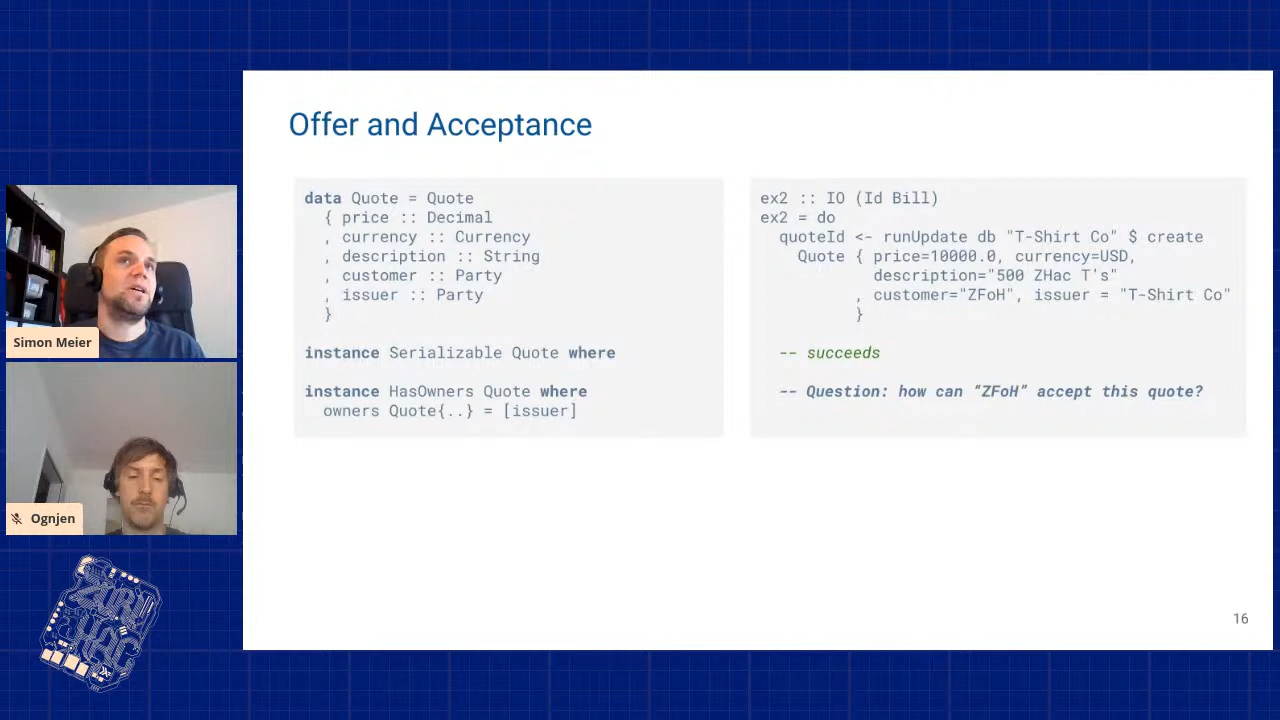 Offer and Acceptance
data Quote = Quote
{ price :: Decimal
, currency :: Currency
, description :: String
, customer :: Party
, issuer :: Party
}
instance Serializable Quote where
instance HasOwners Quote where
owners Quote{..} = [issuer]
ex2 :: IO (Id Bill)
ex2 = do
quoteId <- runUpdate db "T-Shirt Co" $ create
Quote { price=10000.0, currency=USD,
description="500 ZHac T's"
, customer="ZFoH", issuer = "T-Shirt Co"
}
-- succeeds
-- Question: how can “ZFoH” accept this quote?
16
Simon Meier
Ognjen
ZURI
HAC